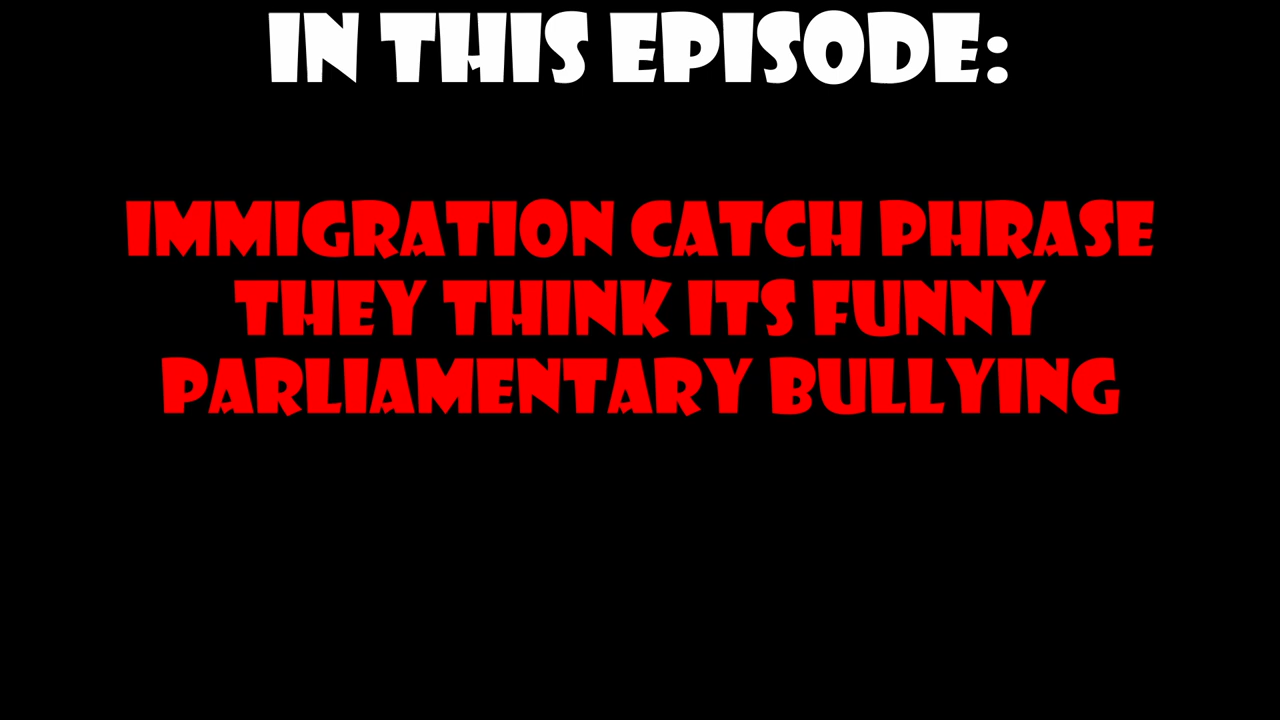 IN THIS EPISODE:
IMMIGRATION CATCH PHRASE
THEY THINK ITS FUNNY
PARLIAMENTARY BULLYING